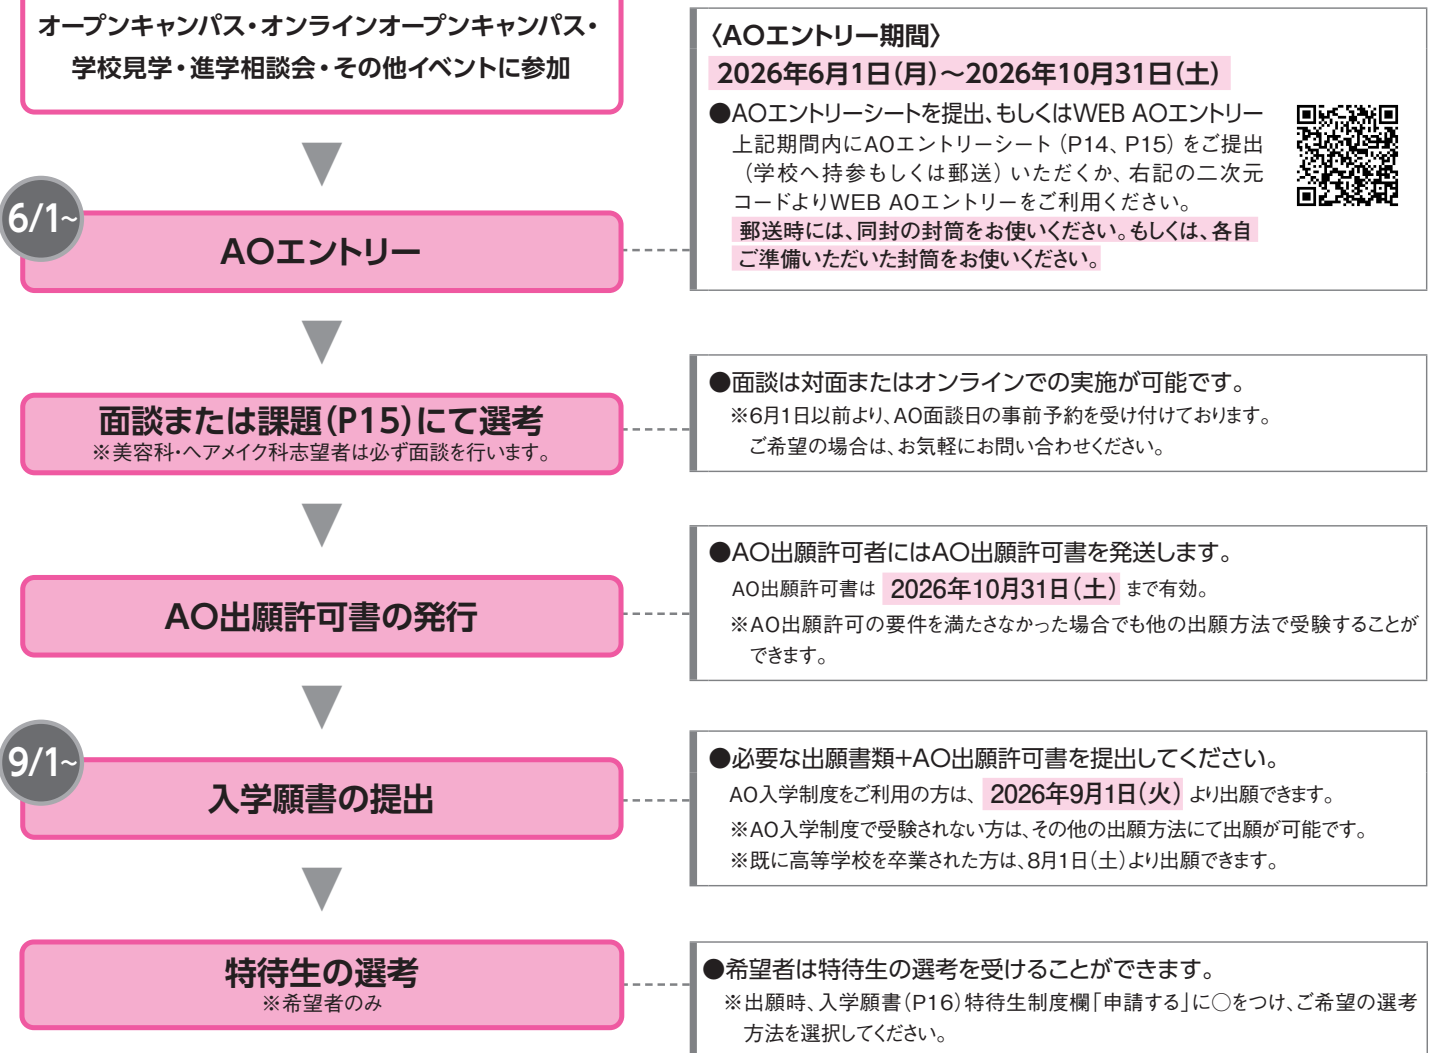 オープンキャンパス・オンラインオープンキャンパス・
学校見学・進学相談会・その他イベントに参加
〈AOエントリー期間〉
2026年6月1日(月)～2026年10月31日(土)
●AOエントリーシートを提出、もしくはWEB AOエントリー
上記期間内にAOエントリーシート（P14、P15）をご提出
（学校へ持参もしくは郵送）いただくか、右記の二次元
コードよりWEB AOエントリーをご利用ください。
郵送時には、同封の封筒をお使いください。もしくは、各自
ご準備いただいた封筒をお使いください。
6/1~
AOエントリー
面談または課題(P15)にて選考
※美容科・ヘアメイク科志望者は必ず面談を行います。
●面談は対面またはオンラインでの実施が可能です。
※6月1日以前より、AO面談日の事前予約を受け付けております。
ご希望の場合は、お気軽にお問い合わせください。
AO出願許可書の発行
●AO出願許可者にはAO出願許可書を発送します。
AO出願許可書は 2026年10月31日(土) まで有効。
※AO出願許可の要件を満たさなかった場合でも他の出願方法で受験することが
できます。
9/1~
入学願書の提出
●必要な出願書類+AO出願許可書を提出してください。
AO入学制度をご利用の方は、 2026年9月1日(火) より出願できます。
※AO入学制度で受験されない方は、その他の出願方法にて出願が可能です。
※既に高等学校を卒業された方は、8月1日(土)より出願できます。
特待生の選考
※希望者のみ
●希望者は特待生の選考を受けることができます。
※出願時、入学願書(P16)特待生制度欄「申請する」に○をつけ、ご希望の選考
方法を選択してください。